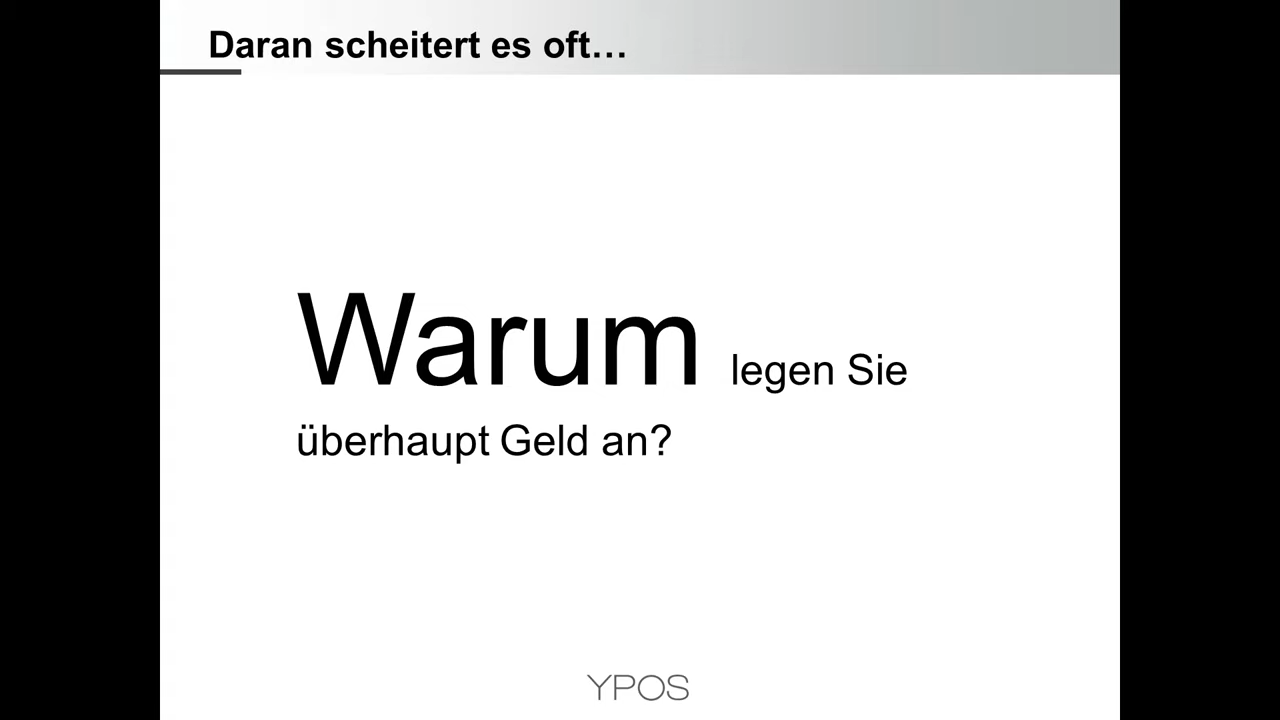 Daran scheitert es oft…
Warum legen Sie
überhaupt Geld an?
YPOS